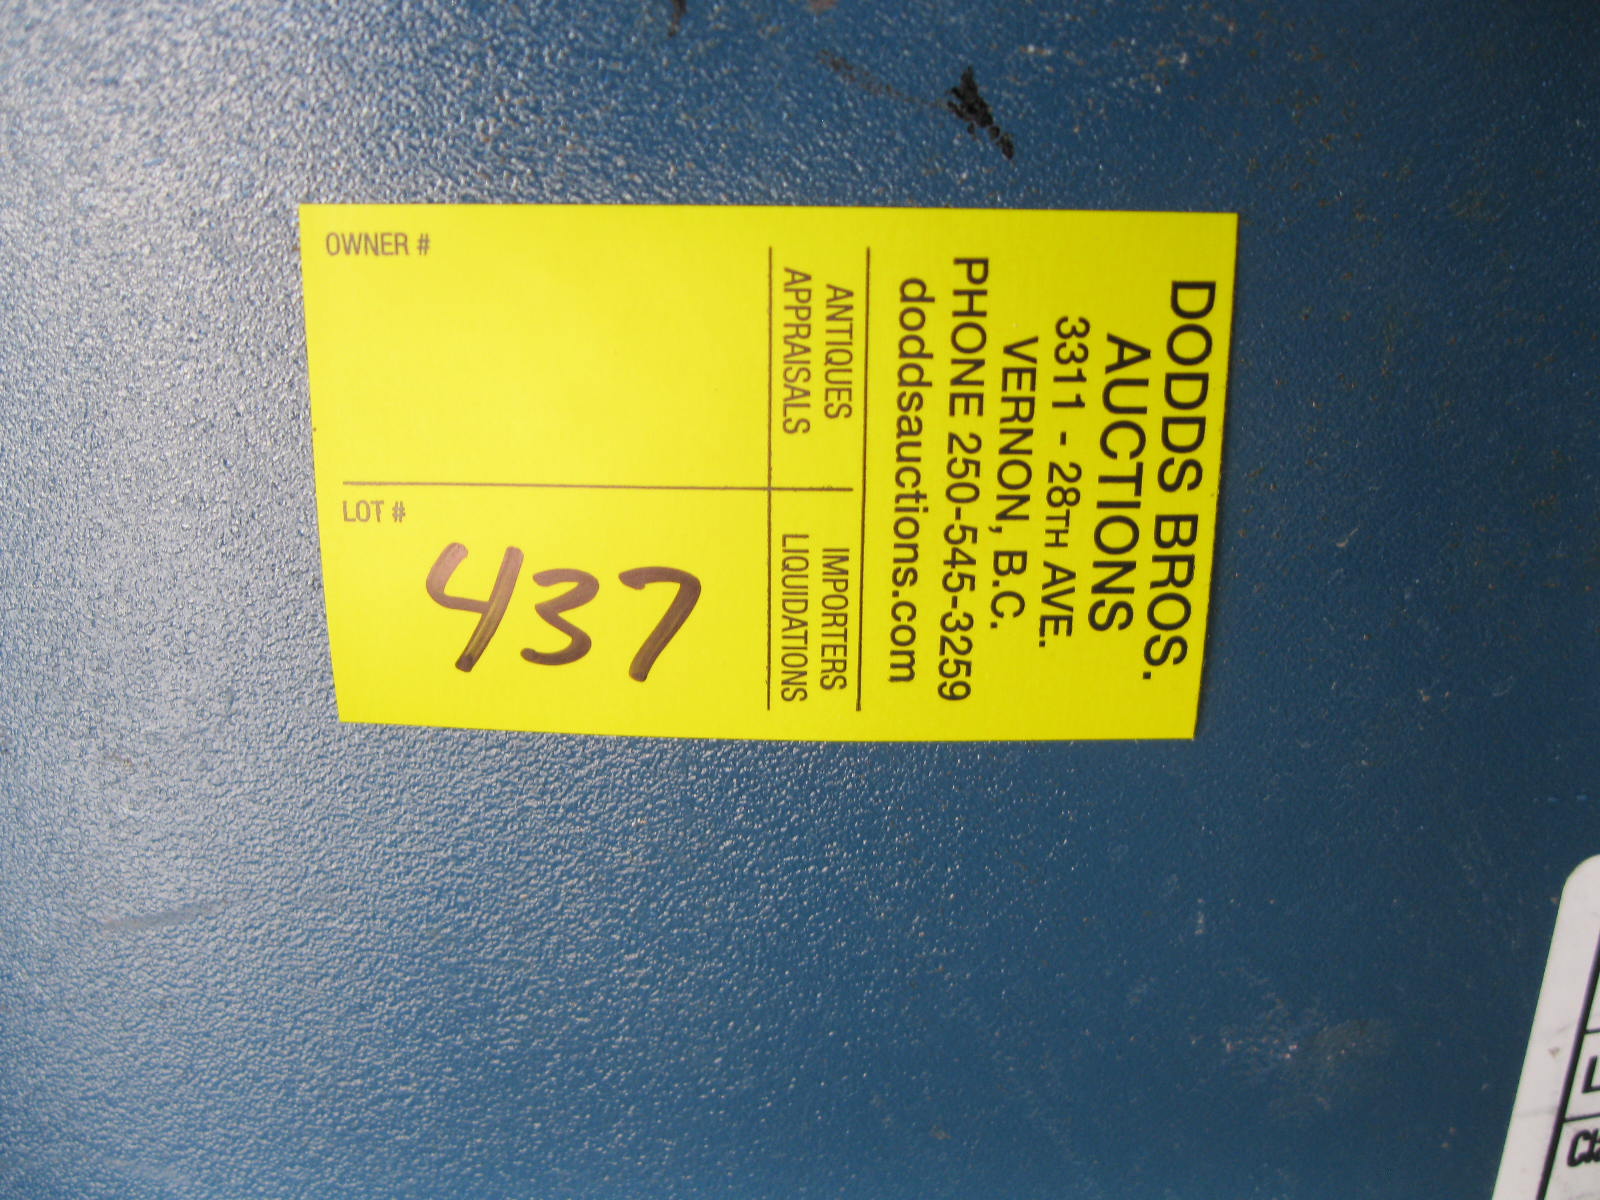 DODDS BROS.
AUCTIONS
3311 - 28TH AVE.
VERNON, B.C.
PHONE 250-545-3259
doddsauctions.com
ANTIQUES IMPORTERS
APPRAISALS LIQUIDATIONS
OWNER #
LOT #
437